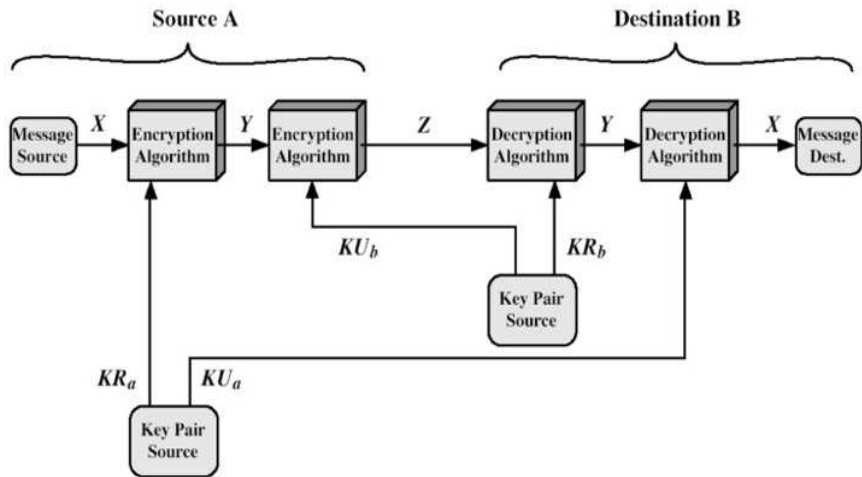 Source A
Destination B
Message
Source
X
Encryption
Algorithm
Y
Encryption
Algorithm
Z
Decryption
Algorithm
Y
Decryption
Algorithm
X
Message
Dest.
KUb
KRb
Key Pair
Source
KRa
KUa
Key Pair
Source